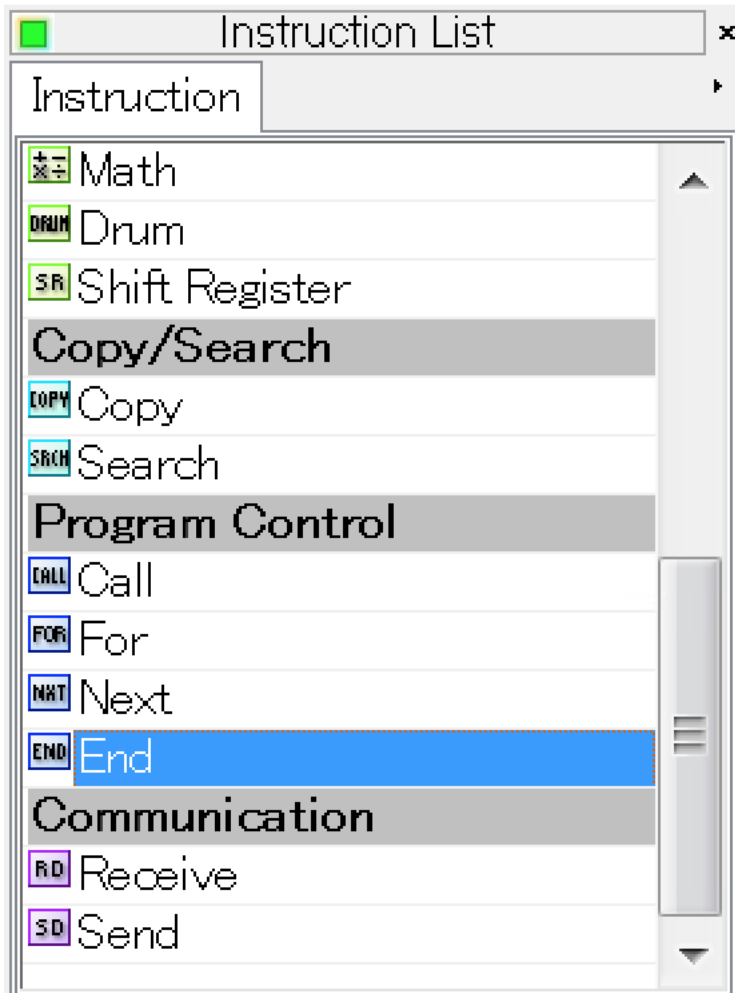 Instruction List
Instruction
Math
DRUM Drum
SR Shift Register
Copy/Search
COPY Copy
SRCH Search
Program Control
CALL Call
FOR For
NXT Next
END End
Communication
RD Receive
SD Send